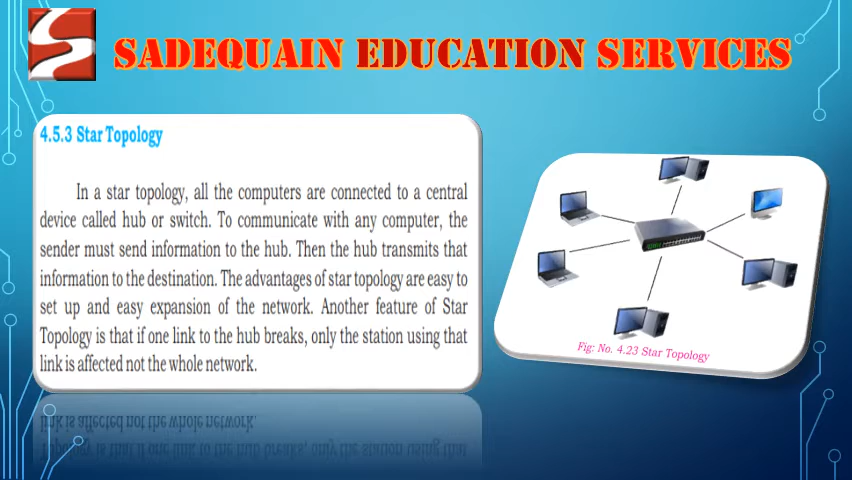 SADEQUAIN EDUCATION SERVICES
4.5.3 Star Topology
In a star topology, all the computers are connected to a central
device called hub or switch. To communicate with any computer, the
sender must send information to the hub. Then the hub transmits that
information to the destination. The advantages of star topology are easy to
set up and easy expansion of the network. Another feature of Star
Topology is that if one link to the hub breaks, only the station using that
link is affected not the whole network.
Fig: No. 4.23 Star Topology